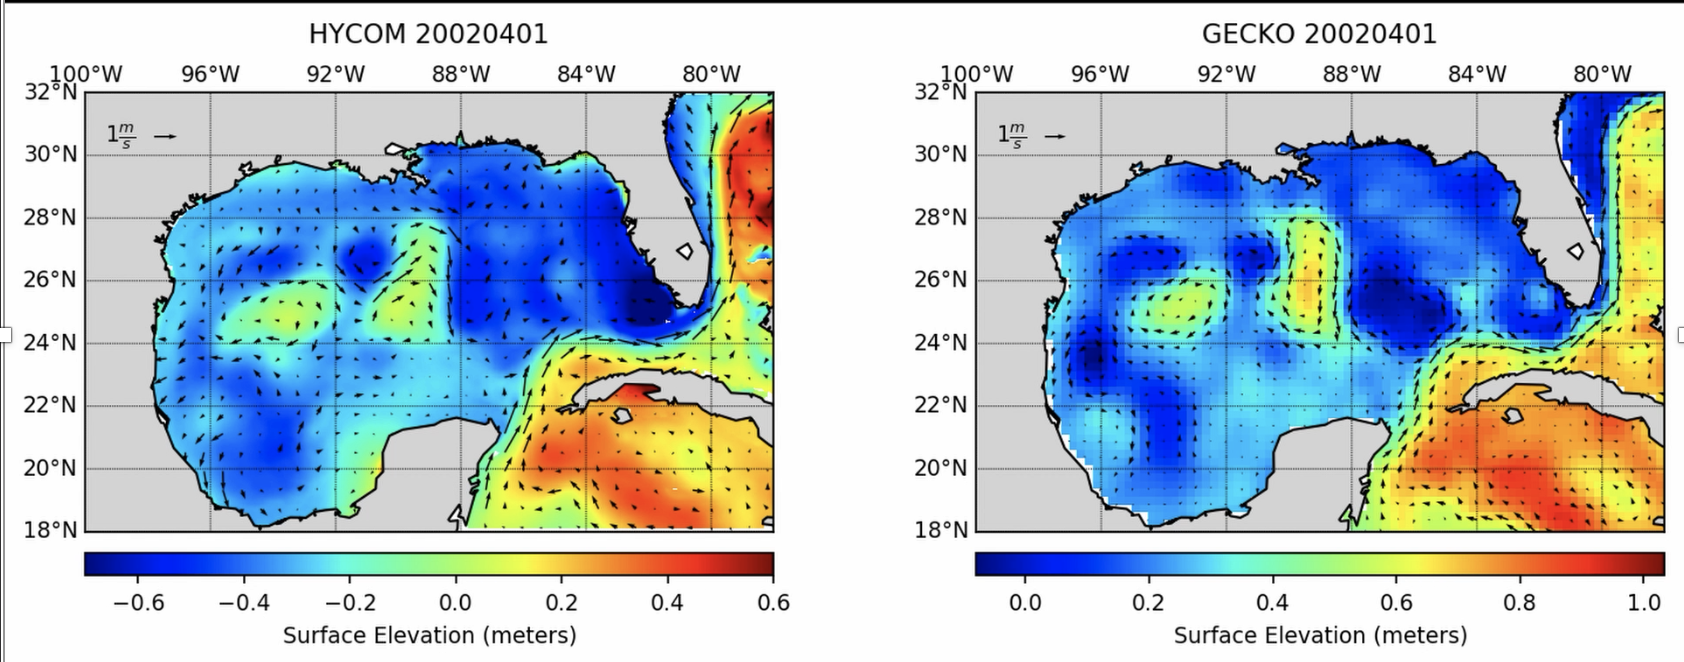 HYCOM 20020401
100°W 96°W 92°W 88°W 84°W 80°W
32°N
1 m/s
30°N
28°N
26°N
24°N
22°N
20°N
18°N
−0.6 −0.4 −0.2 0.0 0.2 0.4 0.6
Surface Elevation (meters)
GECKO 20020401
100°W 96°W 92°W 88°W 84°W 80°W
32°N
1 m/s
30°N
28°N
26°N
24°N
22°N
20°N
18°N
0.0 0.2 0.4 0.6 0.8 1.0
Surface Elevation (meters)